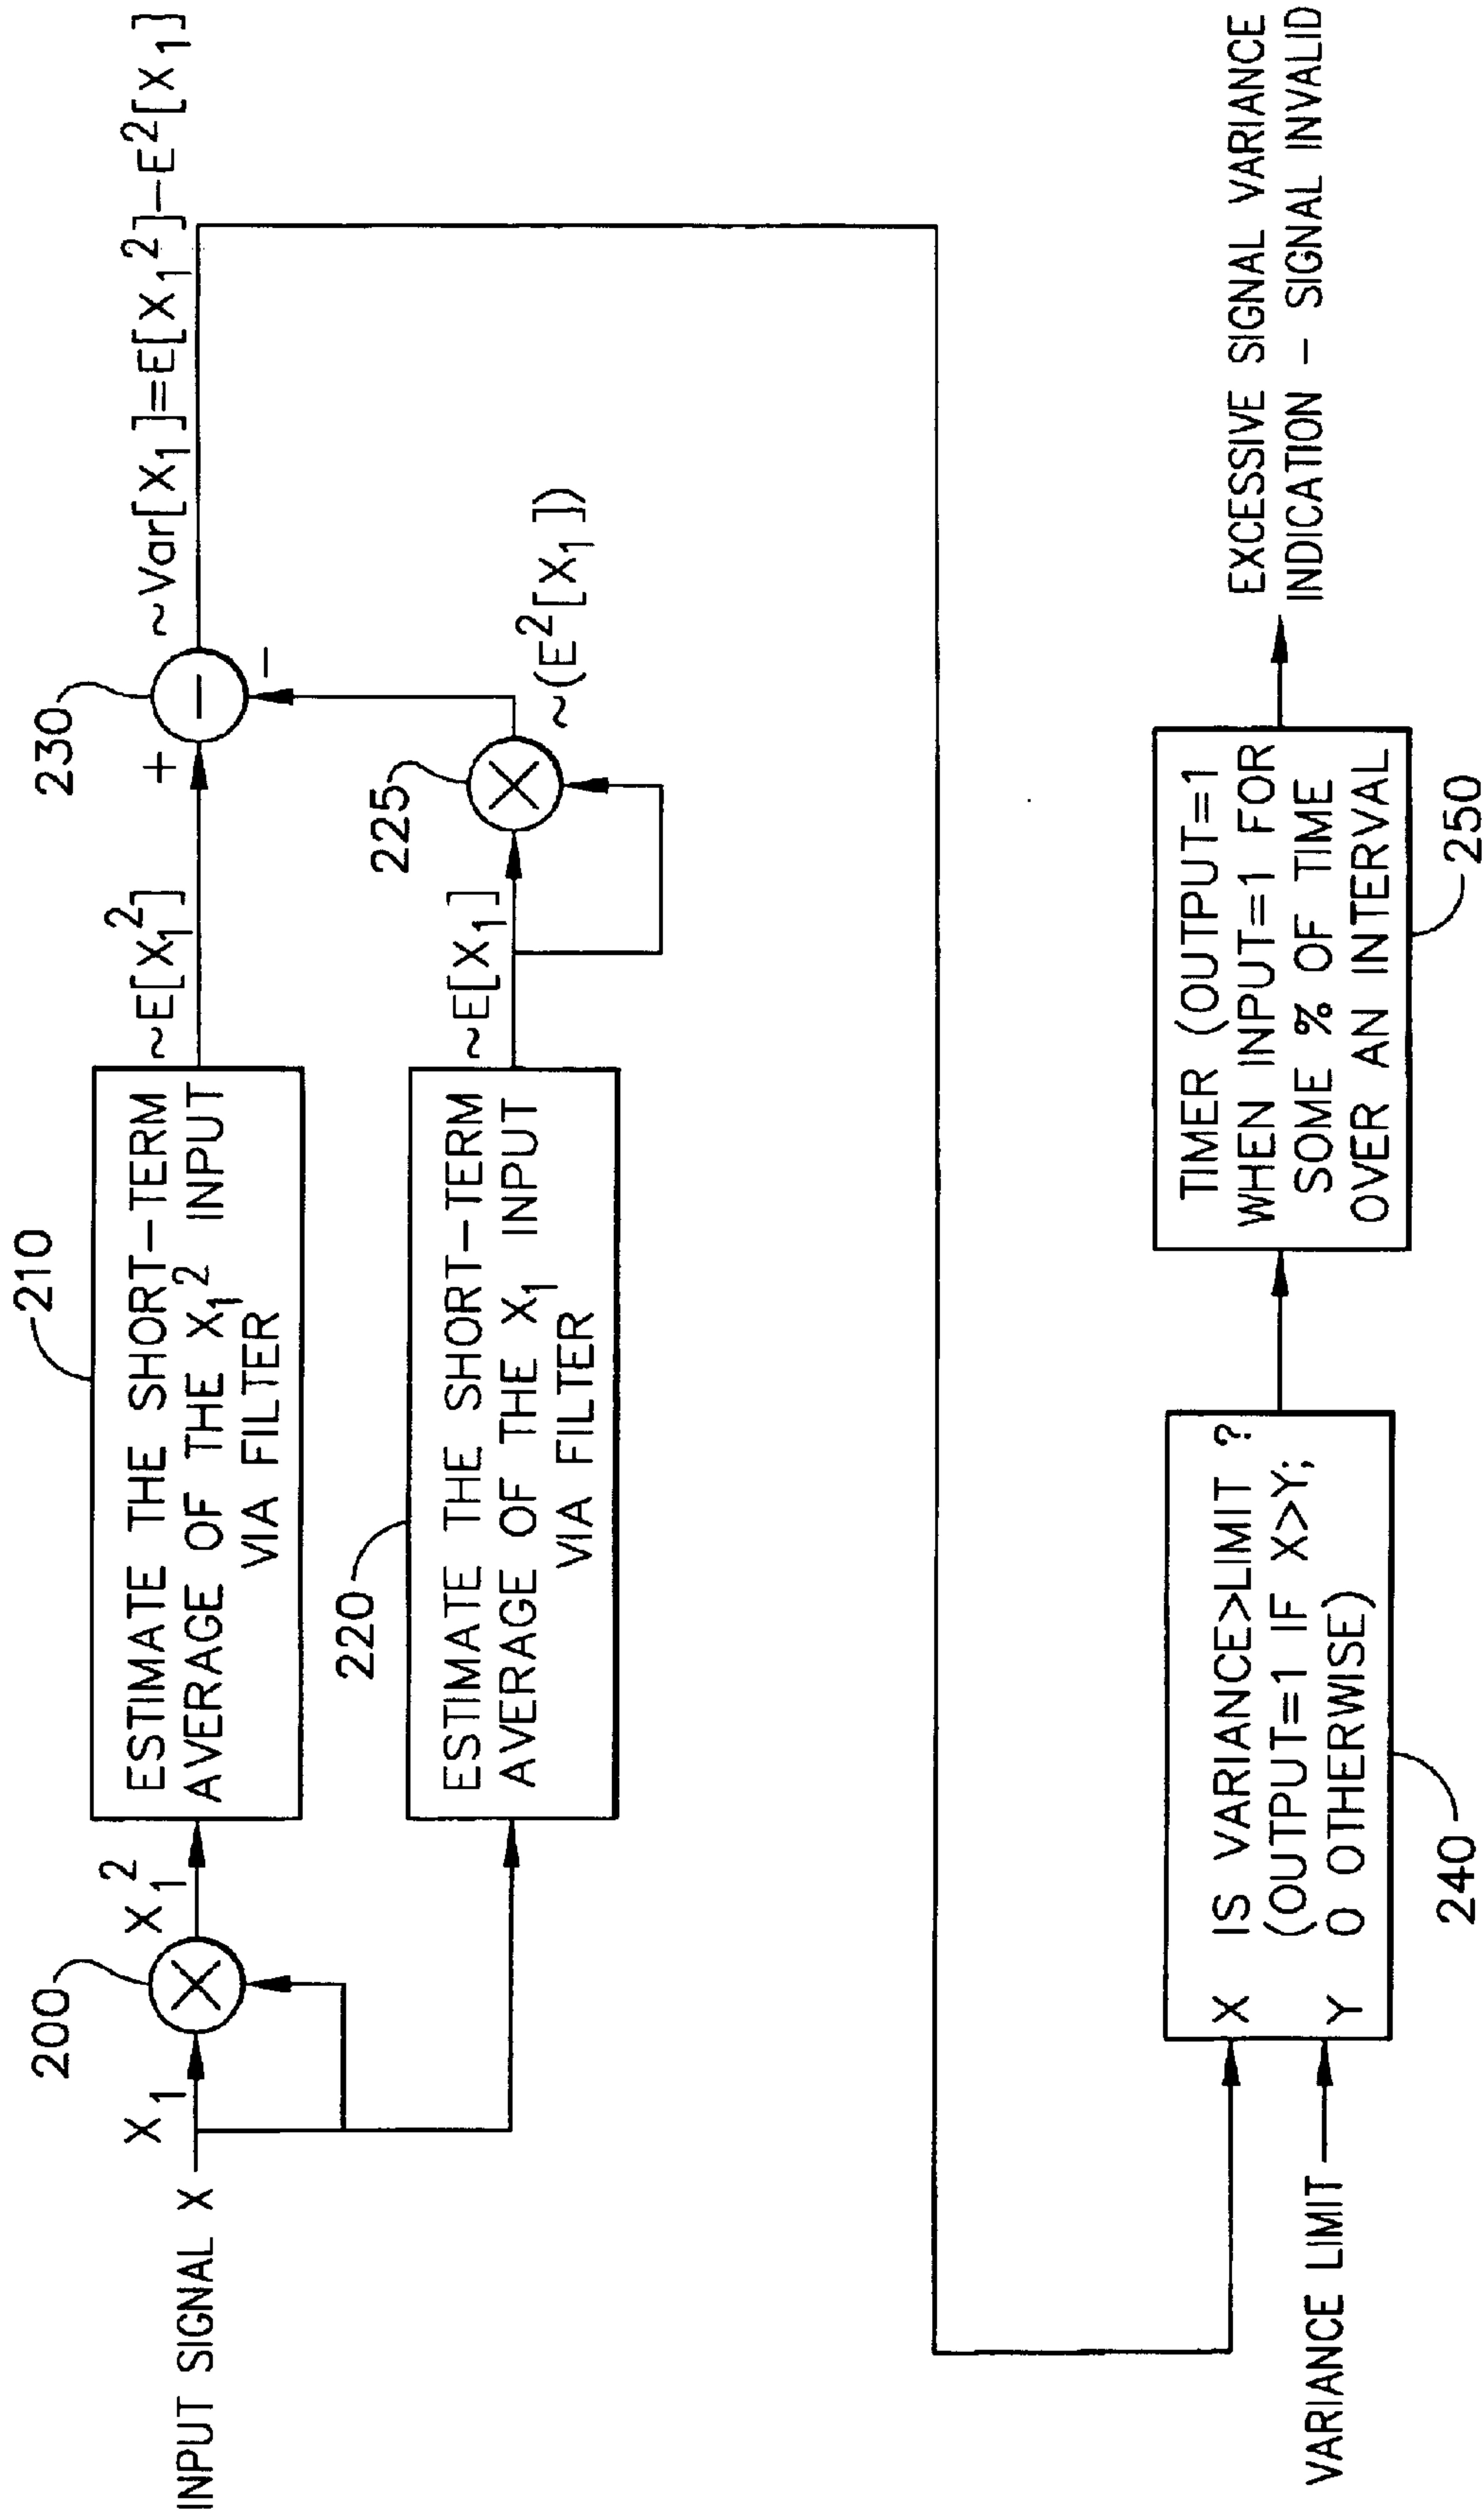 INPUT SIGNAL X
X₁
200
X₁²
210
ESTIMATE THE SHORT-TERM
AVERAGE OF THE X₁² INPUT
VIA FILTER
~E[X₁²]
230
+
−
−
~Var[X₁]=E[X₁²]−E²[X₁]
220
ESTIMATE THE SHORT-TERM
AVERAGE OF THE X₁ INPUT
VIA FILTER
~E[X₁]
225
~(E²[X₁])
VARIANCE LIMIT
X IS VARIANCE>LIMIT ?
(OUTPUT=1 IF X>Y;
Y 0 OTHERWISE)
240
TIMER (OUTPUT=1
WHEN INPUT=1 FOR
SOME % OF TIME
OVER AN INTERVAL
250
EXCESSIVE SIGNAL VARIANCE
INDICATION − SIGNAL INVALID